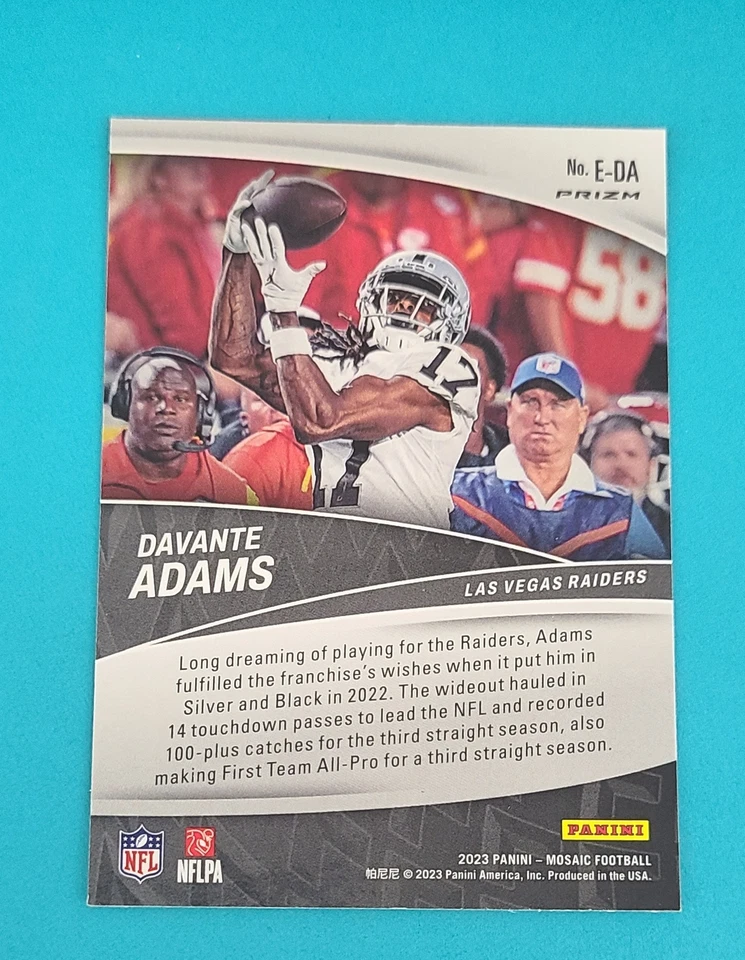 No. E-DA
PRIZM
58
17
17
DAVANTE
ADAMS
LAS VEGAS RAIDERS
Long dreaming of playing for the Raiders, Adams
fulfilled the franchise's wishes when it put him in
Silver and Black in 2022. The wideout hauled in
14 touchdown passes to lead the NFL and recorded
100-plus catches for the third straight season, also
making First Team All-Pro for a third straight season.
PANINI
NFL
NFLPA
2023 PANINI – MOSAIC FOOTBALL
帕尼尼 © 2023 Panini America, Inc. Produced in the USA.